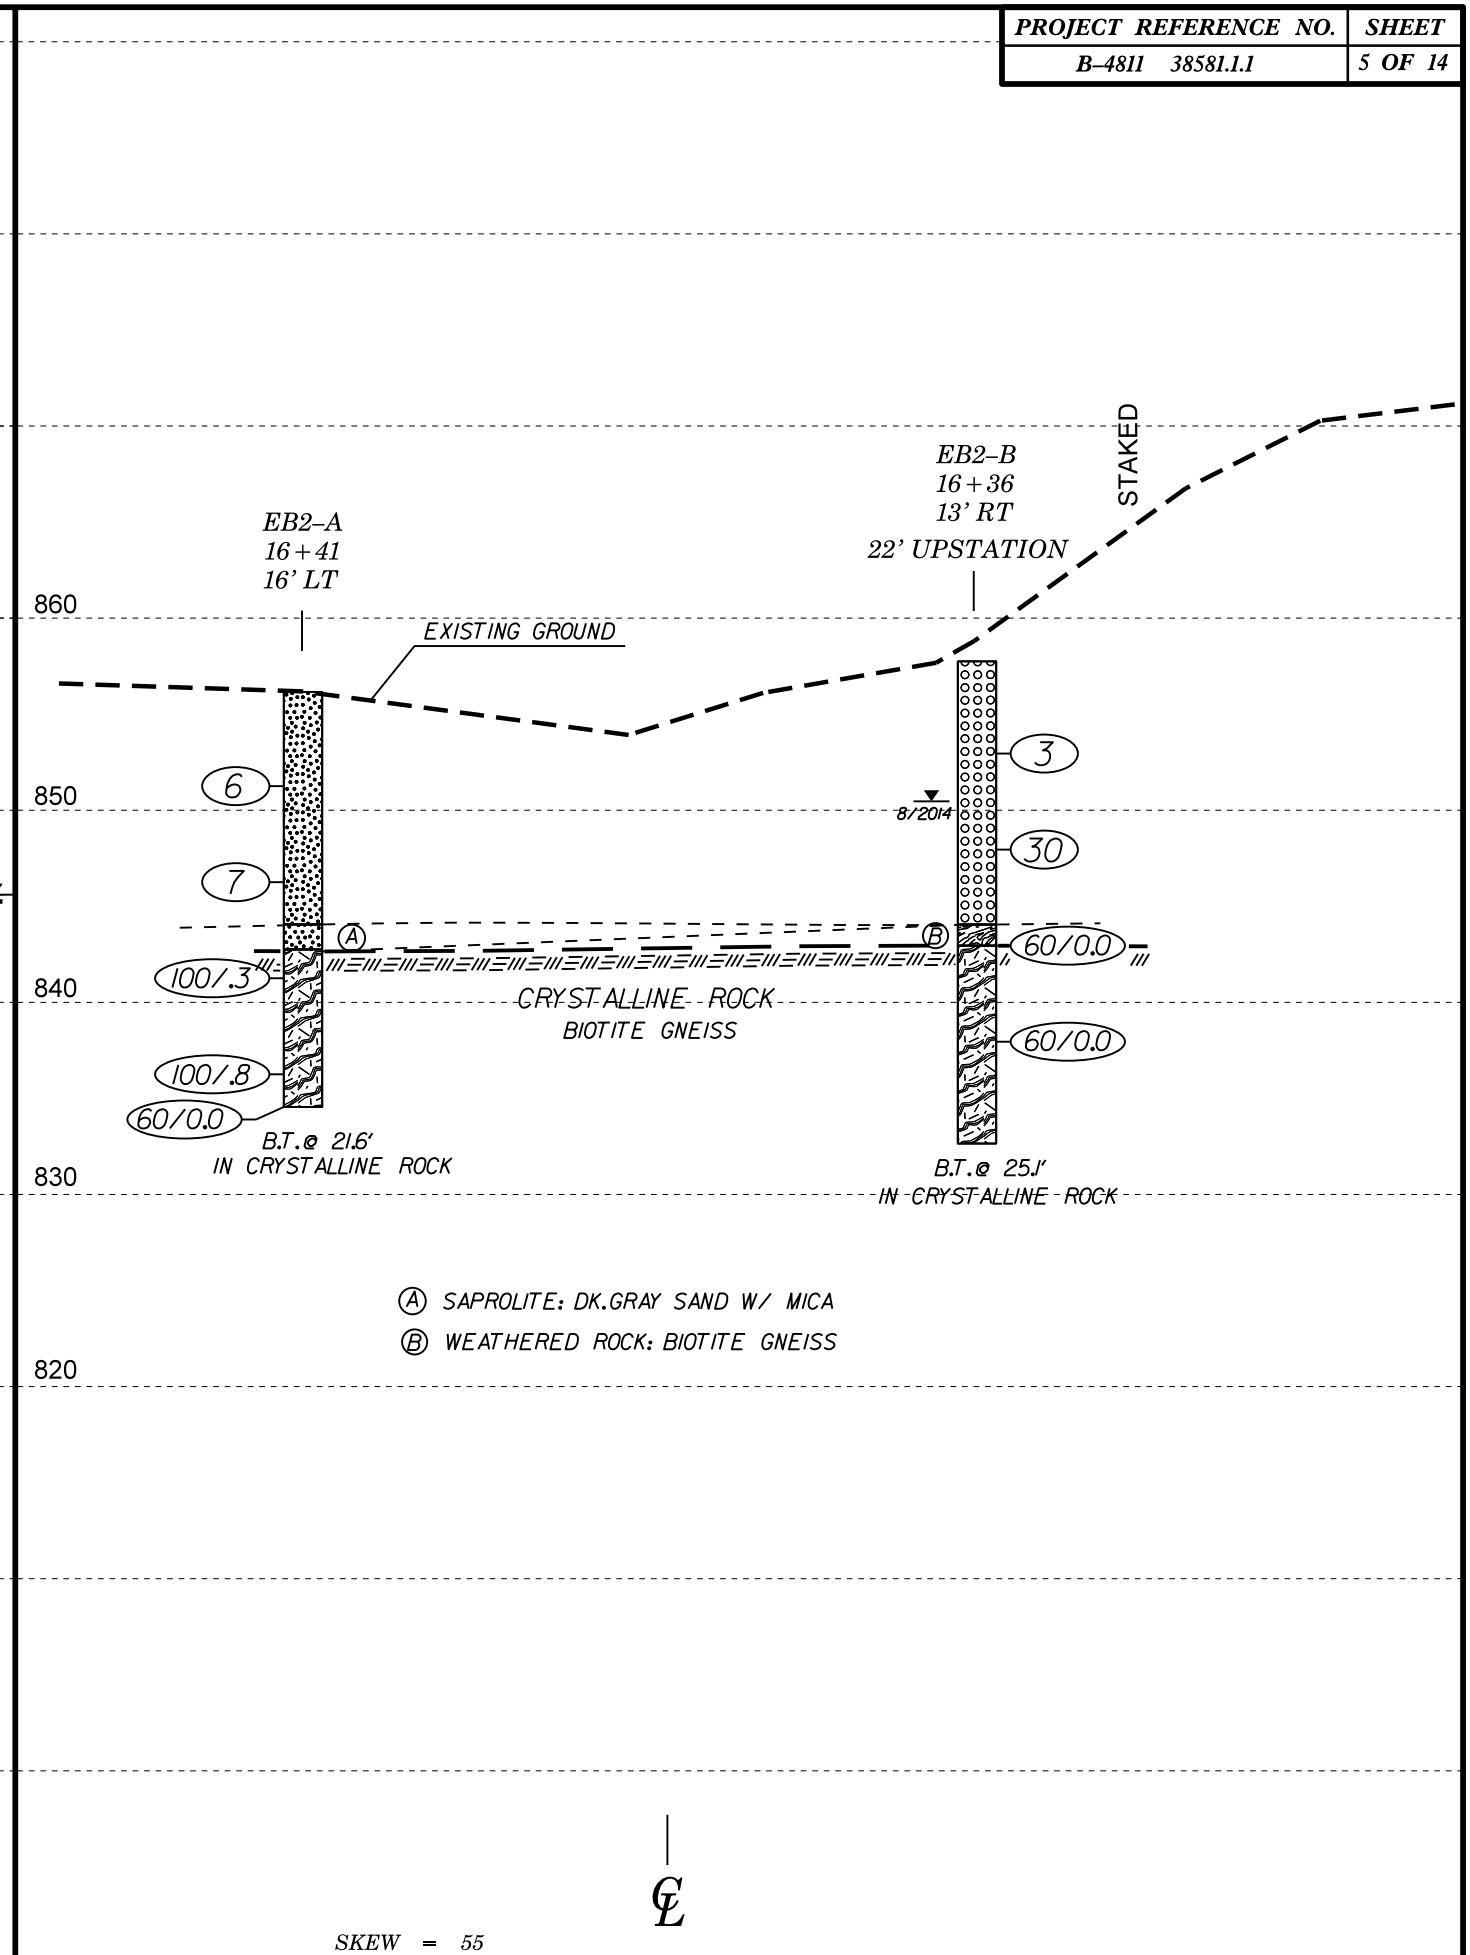 PROJECT REFERENCE NO. SHEET
B-4811 38581.1.1 5 OF 14
STAKED
EB2-B
16+36
13' RT
22' UPSTATION
EB2-A
16+41
16' LT
860
EXISTING GROUND
3
6
850
8/2014
30
7
A
B
60/0.0
100/.3
840
CRYSTALLINE ROCK
BIOTITE GNEISS
60/0.0
100/.8
60/0.0
B.T.@ 21.6'
IN CRYSTALLINE ROCK
830
B.T.@ 25.1'
IN CRYSTALLINE ROCK
A SAPROLITE: DK.GRAY SAND W/ MICA
B WEATHERED ROCK: BIOTITE GNEISS
820
℄
SKEW = 55